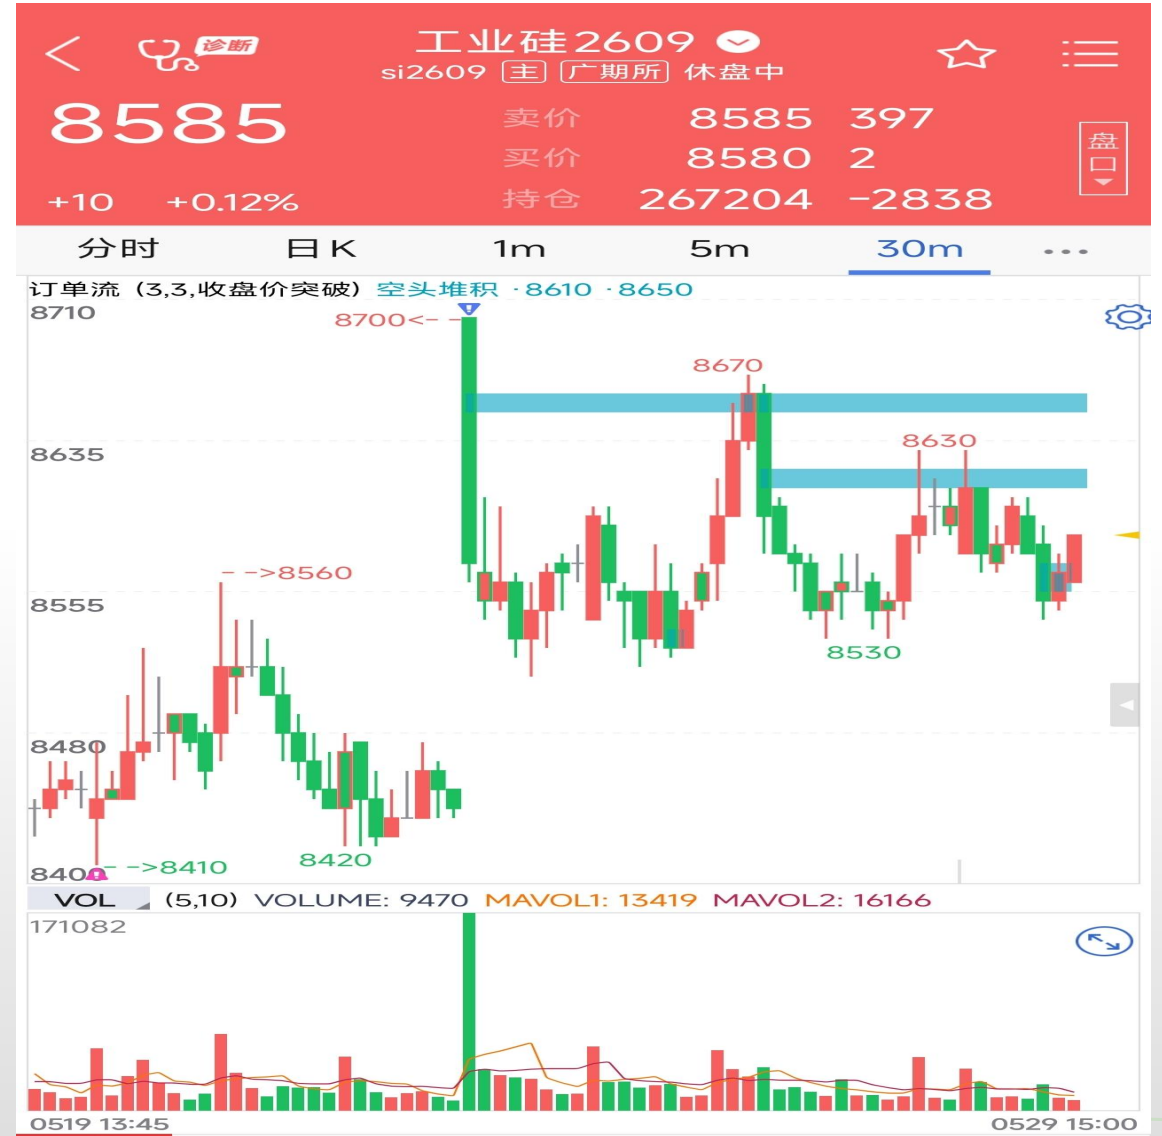 诊断
工业硅2609
si2609 主 广期所 休盘中
8585
卖价 8585 397
买价 8580 2
持仓 267204 -2838
+10 +0.12%
盘口
分时 日K 1m 5m 30m
订单流 (3,3,收盘价突破) 空头堆积 ·8610 ·8650
8710
8700<--
8670
8635
8630
-->8560
8555
8530
8480
-->8410
8420
8400
VOL (5,10) VOLUME: 9470 MAVOL1: 13419 MAVOL2: 16166
171082
0519 13:45 0529 15:00